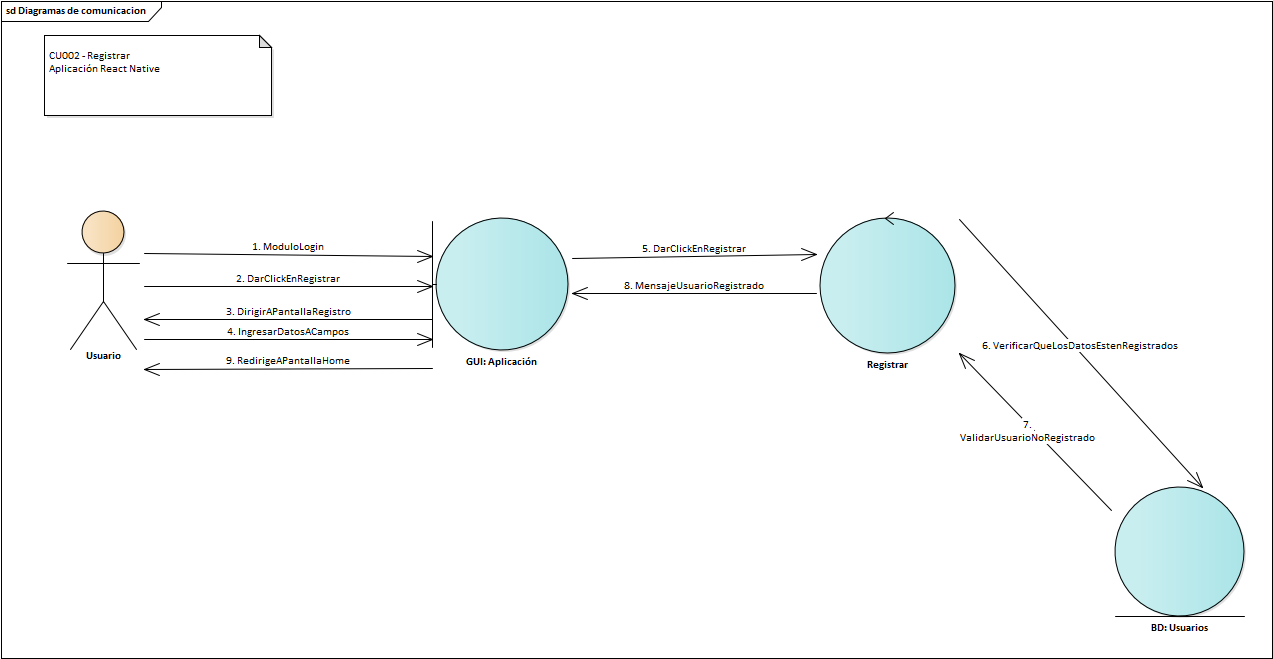 sd Diagramas de comunicacion
CU002 - Registrar
Aplicación React Native
1. ModuloLogin
2. DarClickEnRegistrar
3. DirigirAPantallaRegistro
4. IngresarDatosACampos
9. RedirigeAPantallaHome
Usuario
GUI: Aplicación
5. DarClickEnRegistrar
8. MensajeUsuarioRegistrado
Registrar
6. VerificarQueLosDatosEstenRegistrados
7.
ValidarUsuarioNoRegistrado
BD: Usuarios